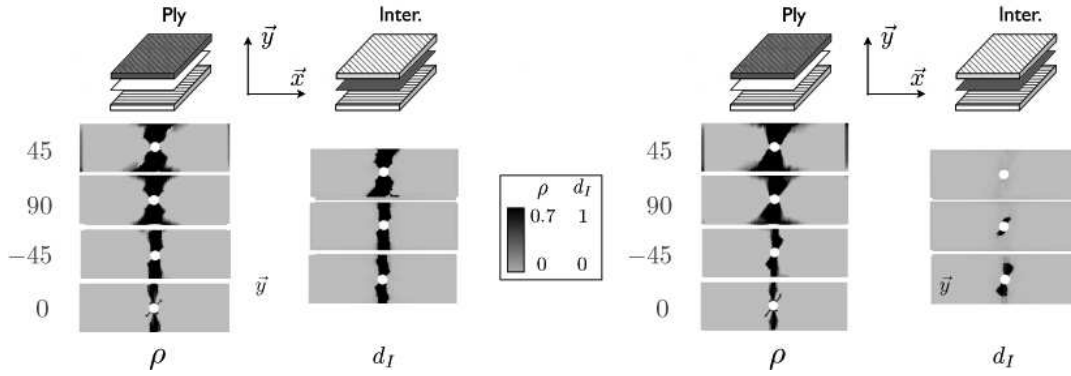 Ply Inter. Ply Inter.
y⃗ y⃗
x⃗ x⃗
45 45
ρ d_I
90 0.7 1 90
−45 0 0 −45
y⃗ y⃗
0 0
ρ d_I ρ d_I